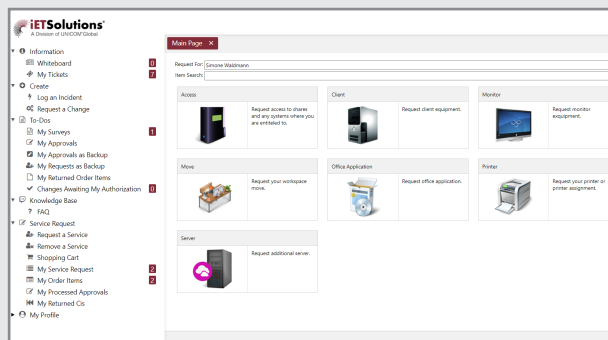 iETSolutions
A Division of UNICOM Global
Information
Whiteboard 0
My Tickets 7
Create
Log an Incident
Request a Change
To-Dos
My Surveys 1
My Approvals
My Approvals as Backup
My Requests as Backup
My Returned Order Items
Changes Awaiting My Authorization 0
Knowledge Base
? FAQ
Service Request
Request a Service
Remove a Service
Shopping Cart
My Service Request 2
My Order Items 2
My Processed Approvals
My Returned Cis
My Profile
Main Page ×
Request For: Simone Waldmann
Item Search:
Access
Request access to shares
and any systems where you
are entiteled to.
Client
Request client equipment.
Monitor
Request monitor
exquipment.
Move
Request your workspace
move.
Office Application
Request office application.
Printer
Request your printer or
printer assignment.
Server
Request additional server.